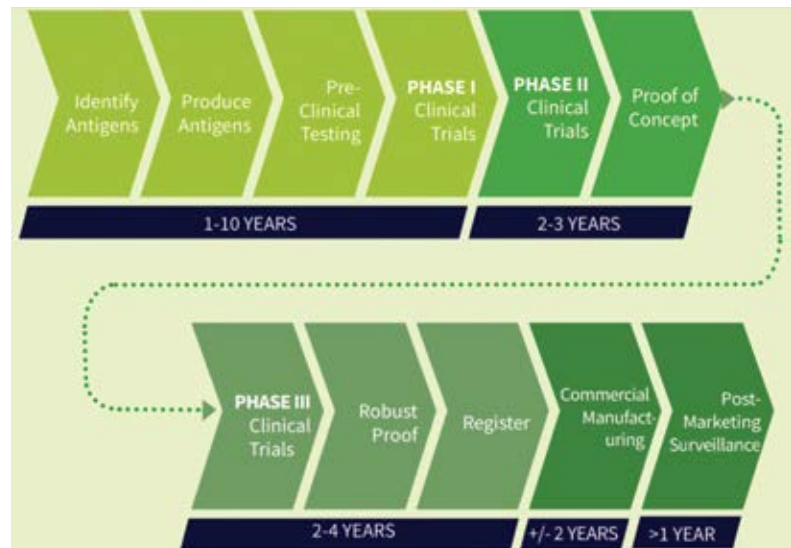 Identify
Antigens
Produce
Antigens
Pre-
Clinical
Testing
PHASE I
Clinical
Trials
PHASE II
Clinical
Trials
Proof of
Concept
1-10 YEARS
2-3 YEARS
PHASE III
Clinical
Trials
Robust
Proof
Register
Commercial
Manufact-
uring
Post-
Marketing
Surveillance
2-4 YEARS
+/- 2 YEARS
>1 YEAR